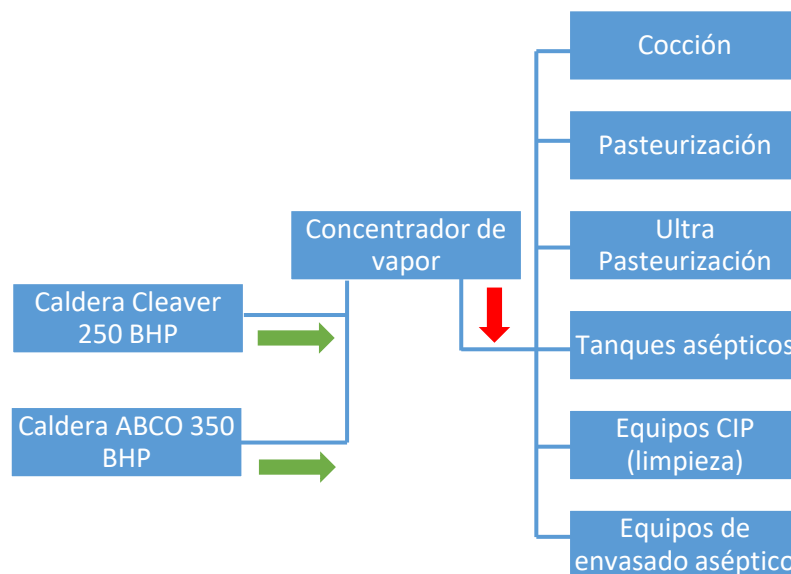 Cocción
Pasteurización
Ultra
Pasteurización
Concentrador de
vapor
Caldera Cleaver
250 BHP
Tanques asépticos
Caldera ABCO 350
BHP
Equipos CIP
(limpieza)
Equipos de
envasado aséptico